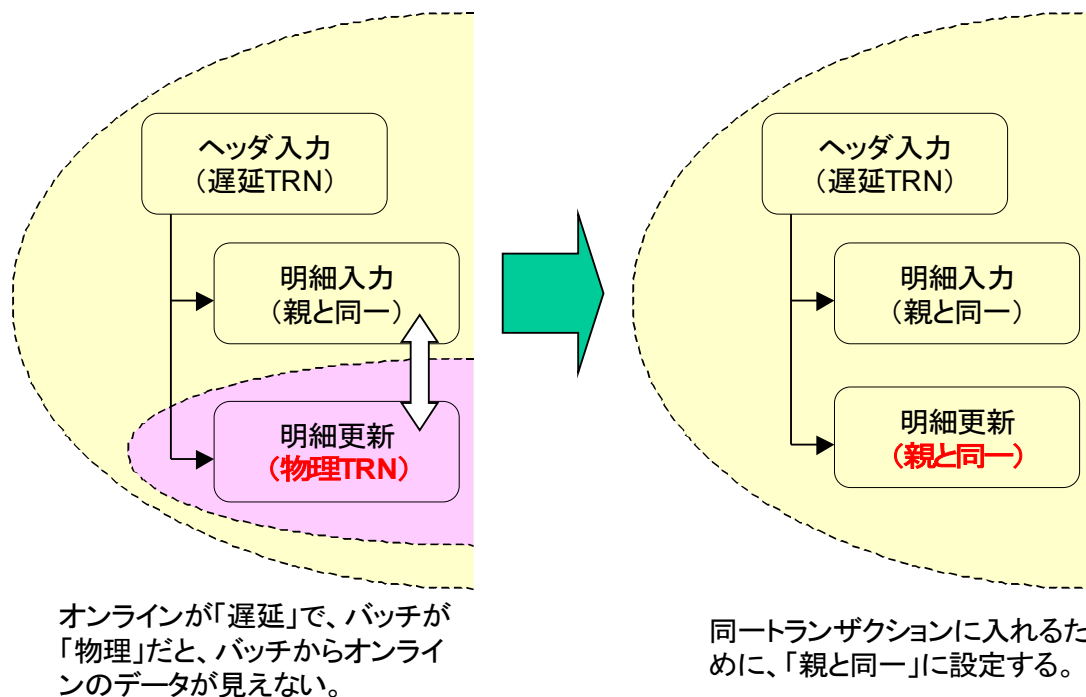 ヘッダ入力
（遅延TRN）
明細入力
（親と同一）
明細更新
（物理TRN）
オンラインが「遅延」で、バッチが
「物理」だと、バッチからオンライ
ンのデータが見えない。
ヘッダ入力
（遅延TRN）
明細入力
（親と同一）
明細更新
（親と同一）
同一トランザクションに入れるた
めに、「親と同一」に設定する。